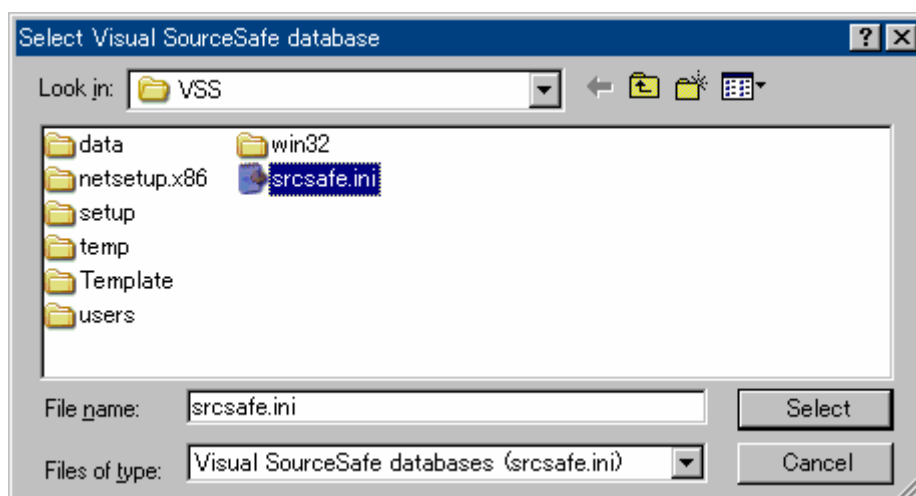 Select Visual SourceSafe database
Look in: VSS
data win32
netsetup.x86 srcsafe.ini
setup
temp
Template
users
File name: srcsafe.ini Select
Files of type: Visual SourceSafe databases (srcsafe.ini) Cancel